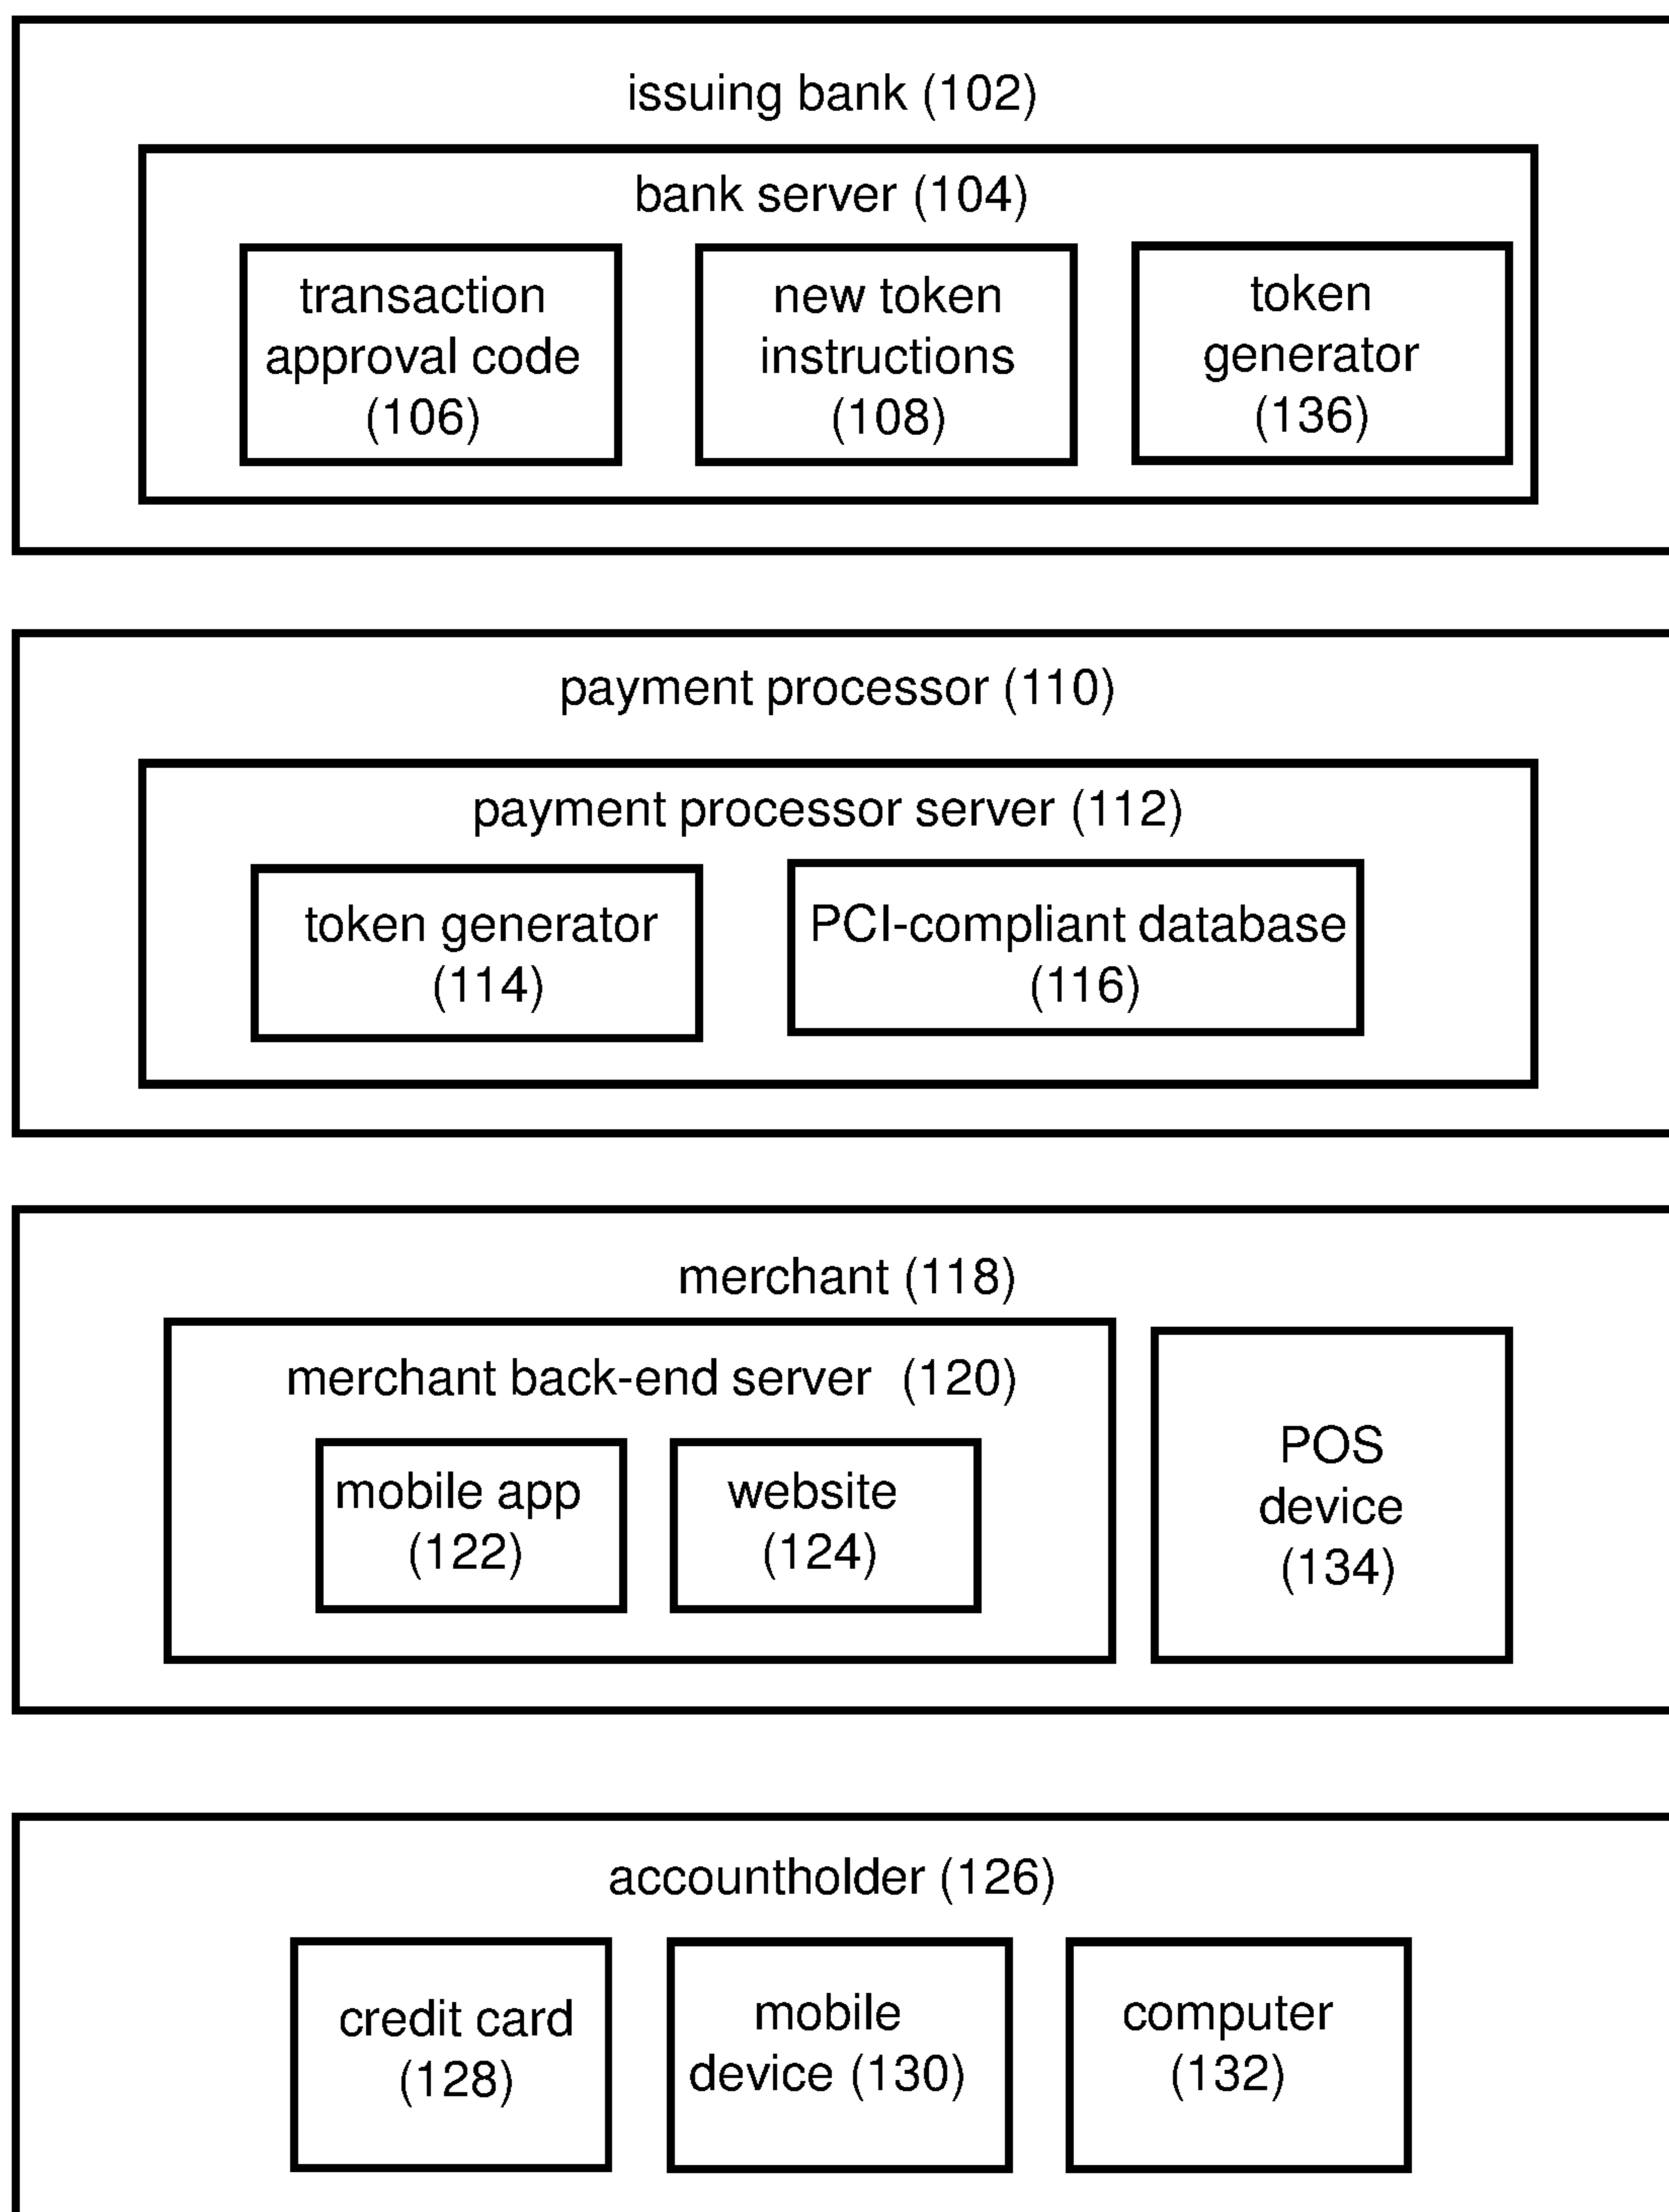 issuing bank (102)
bank server (104)
transaction
approval code
(106)
new token
instructions
(108)
token
generator
(136)
payment processor (110)
payment processor server (112)
token generator
(114)
PCI-compliant database
(116)
merchant (118)
merchant back-end server (120)
mobile app
(122)
website
(124)
POS
device
(134)
accountholder (126)
credit card
(128)
mobile
device (130)
computer
(132)